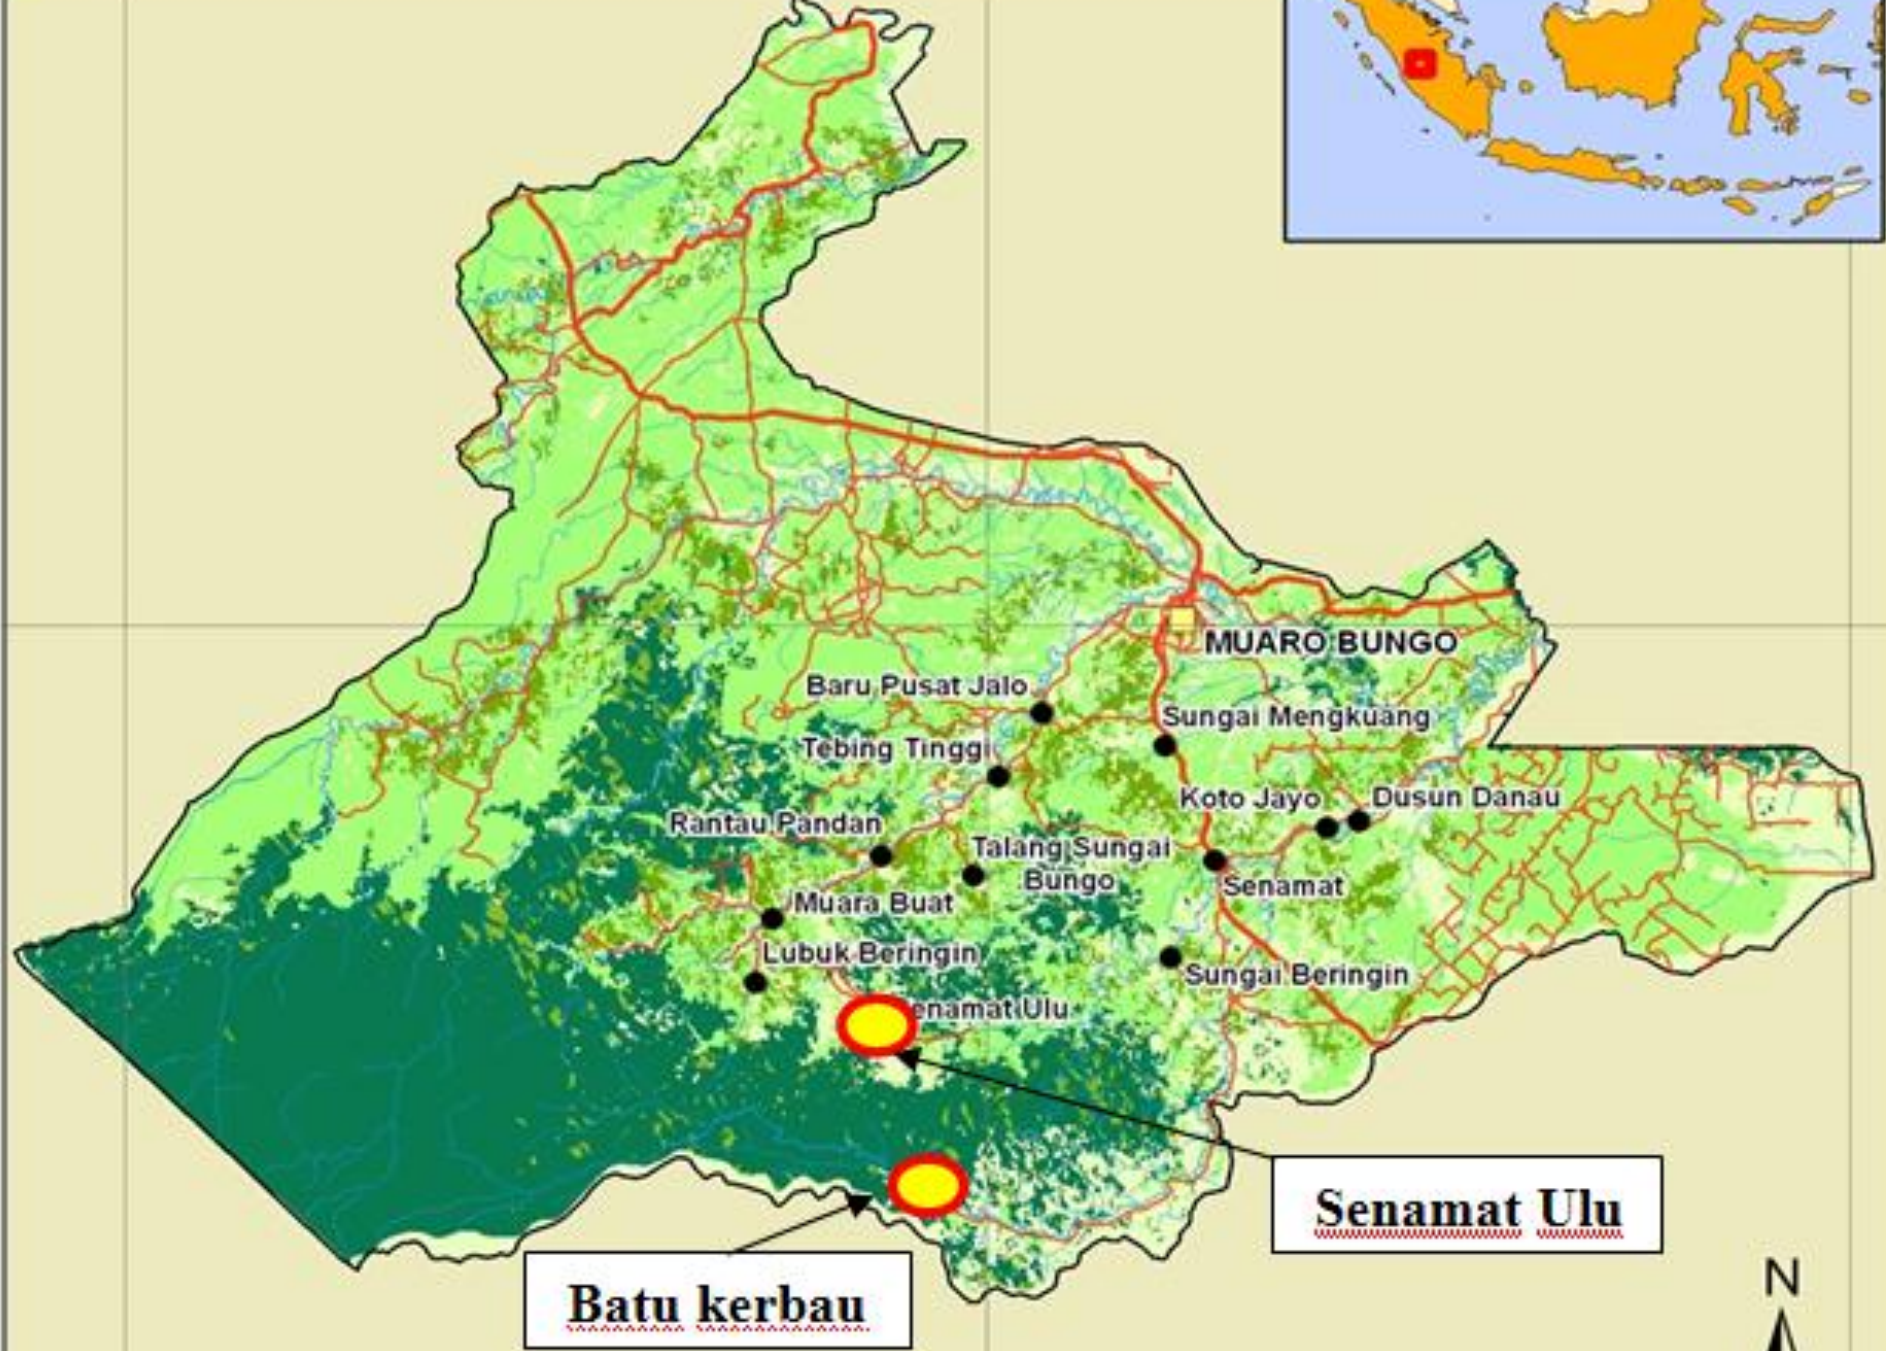 MUARO BUNGO
Baru Pusat Jalo
Sungai Mengkuang
Tebing Tinggi
Koto Jayo
Dusun Danau
Rantau Pandan
Talang Sungai
Bungo
Senamat
Muara Buat
Lubuk Beringin
Sungai Beringin
enamat Ulu
Senamat Ulu
Batu kerbau
N